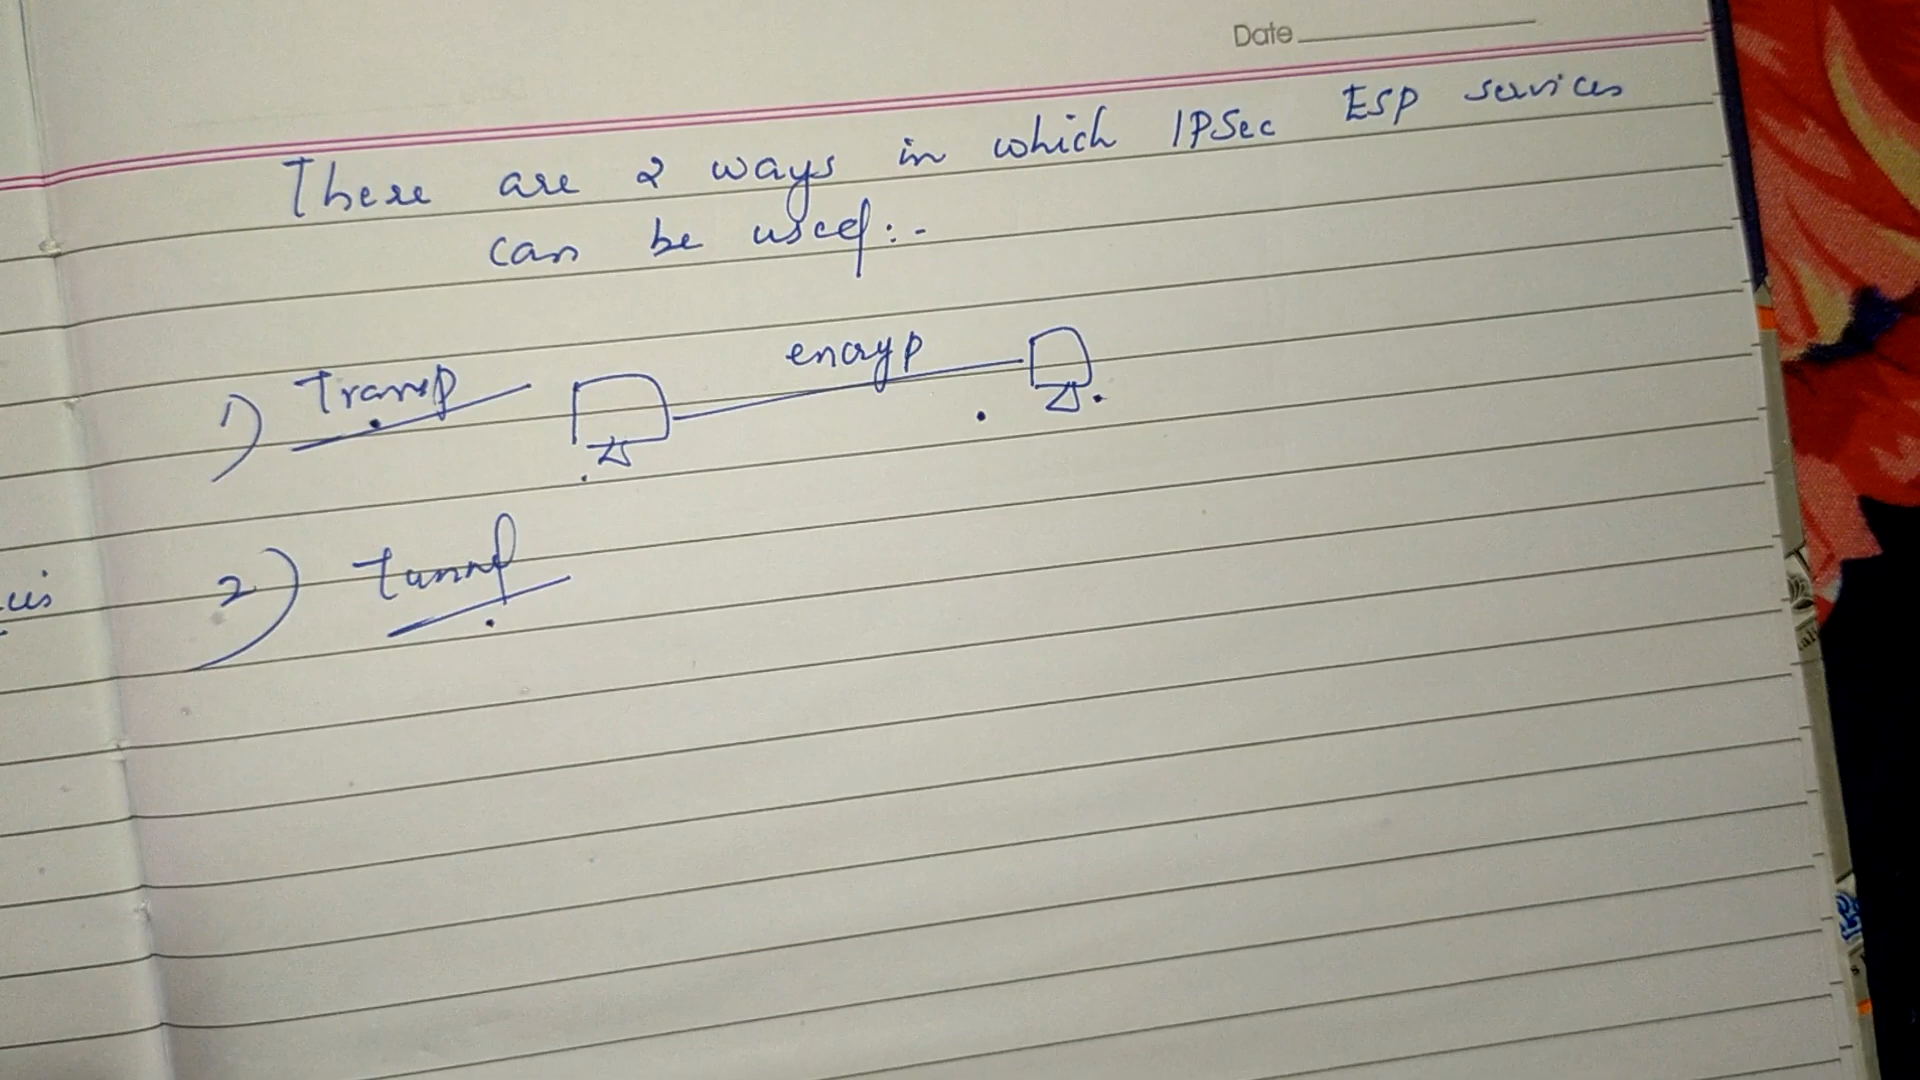 Date
There are 2 ways in which IPSec ESP services
can be used:-
1) Transp encryp
2) tunnel